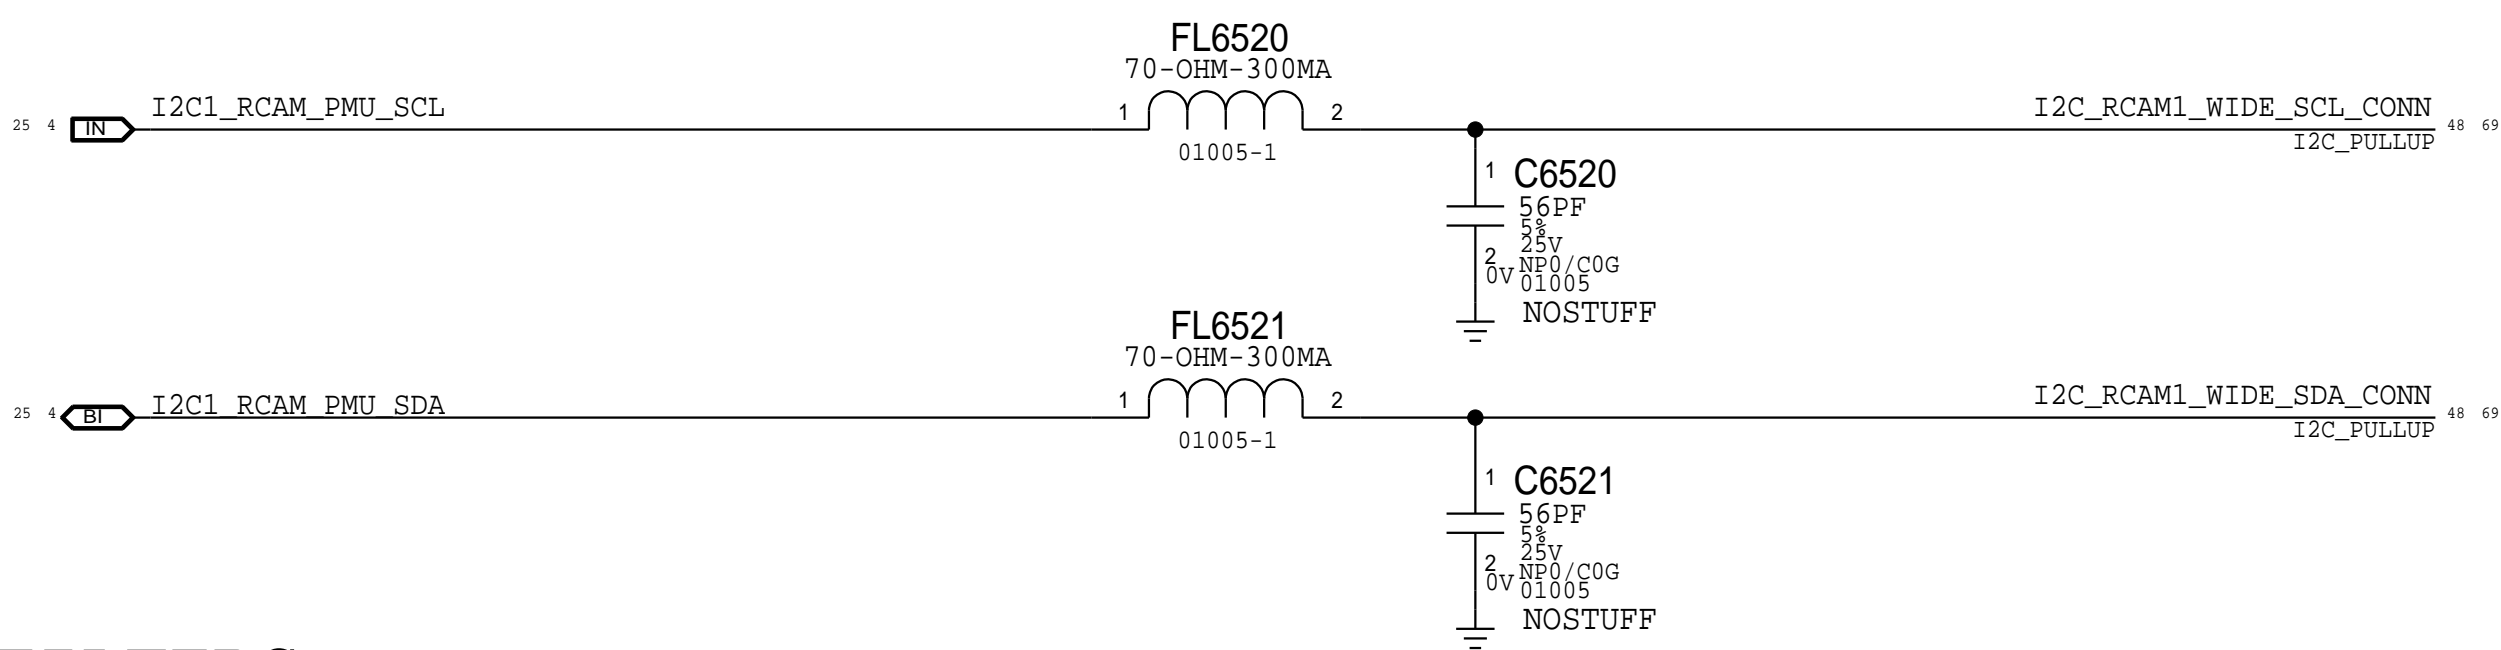 FL6520
70-OHM-300MA
25 4 IN I2C1_RCAM_PMU_SCL 1 2 I2C_RCAM1_WIDE_SCL_CONN 48 69
I2C_PULLUP
01005-1
1 C6520
56PF
5%
25V
2 NP0/C0G
0V 01005
NOSTUFF
FL6521
70-OHM-300MA
25 4 BI I2C1_RCAM_PMU_SDA 1 2 I2C_RCAM1_WIDE_SDA_CONN 48 69
I2C_PULLUP
01005-1
1 C6521
56PF
5%
25V
2 NP0/C0G
0V 01005
NOSTUFF